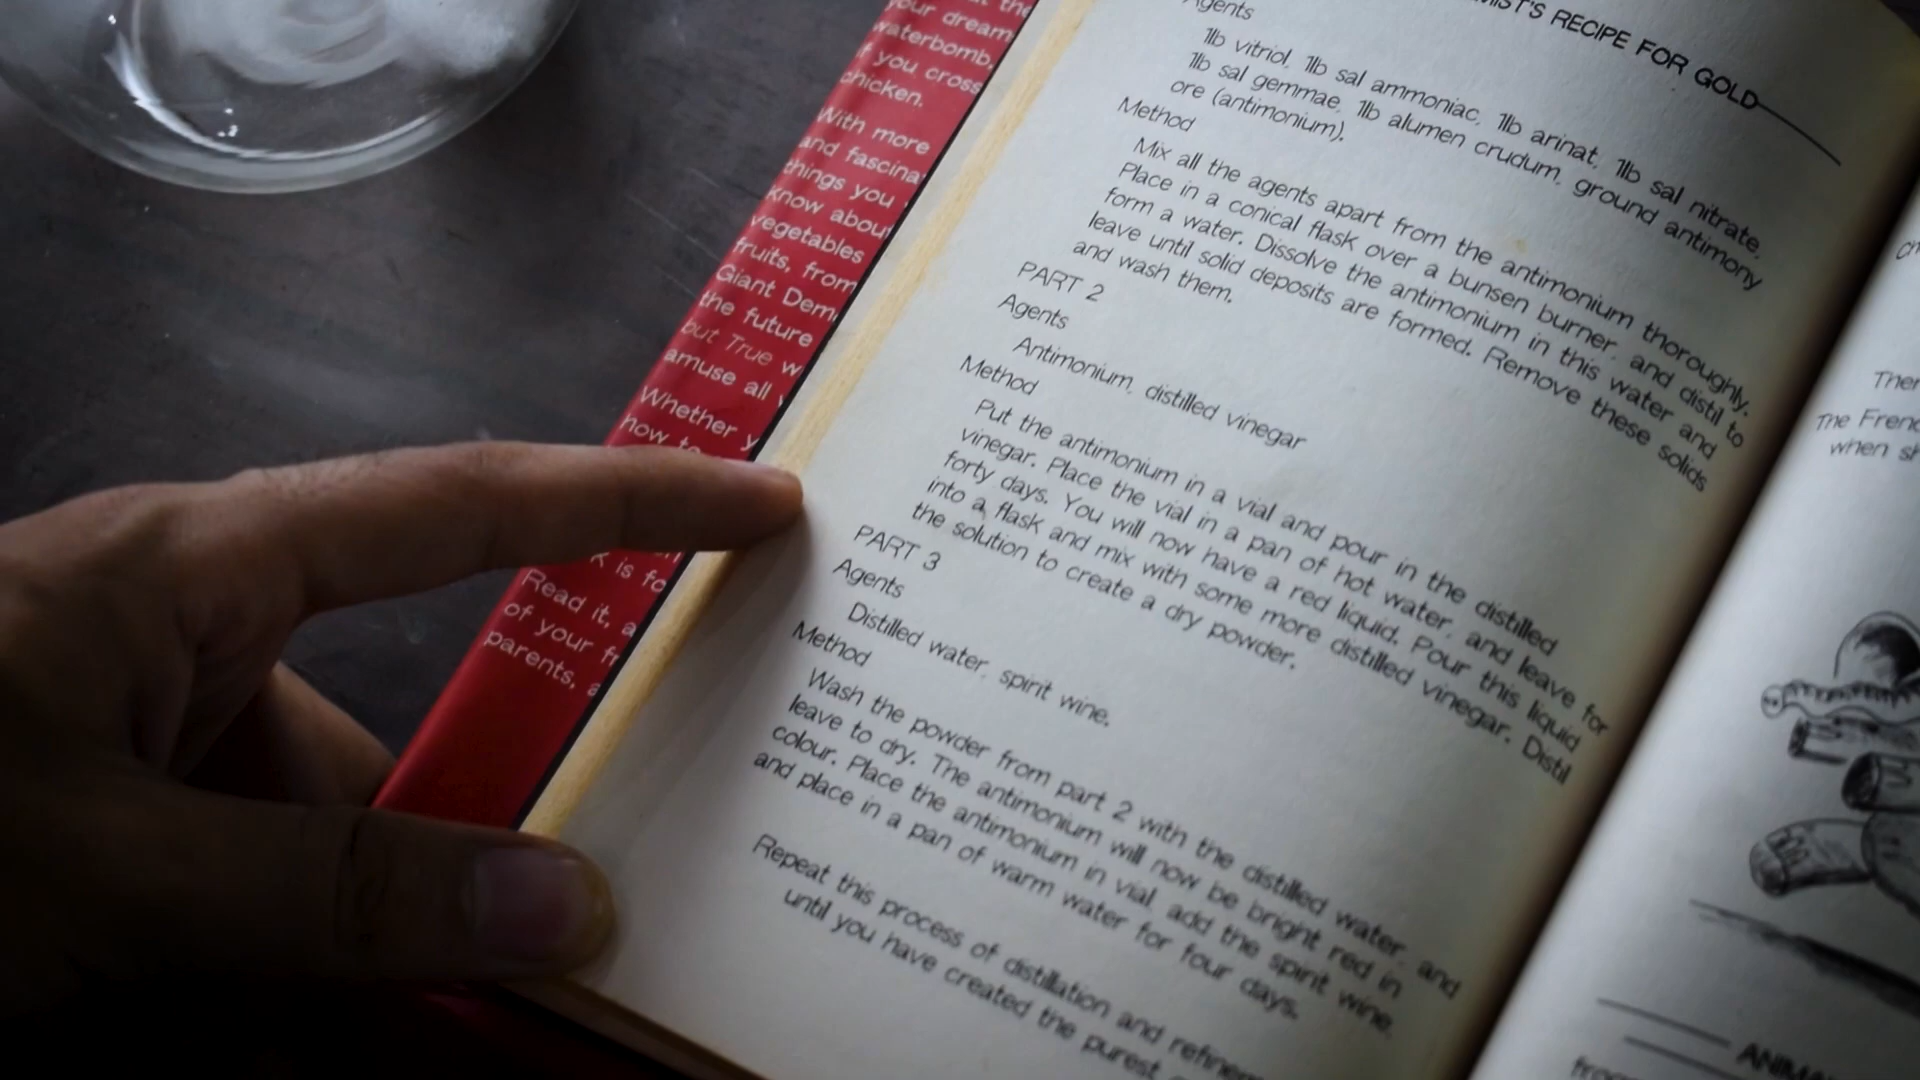 your dream
waterbomb,
if you cross
chicken.
With more
and fascina
things you
know about
vegetables
fruits, from
Giant Dem
the future
but True w
amuse all
Whether y
how to
is fo
Read it, a
of your fr
parents, a
MIST'S RECIPE FOR GOLD
Agents
1lb vitriol, 1lb sal ammoniac, 1lb arinat, 1lb sal nitrate,
1lb sal gemmae, 1lb alumen crudum, ground antimony
ore (antimonium).
Method
Mix all the agents apart from the antimonium thoroughly.
Place in a conical flask over a bunsen burner, and distil to
form a water. Dissolve the antimonium in this water and
leave until solid deposits are formed. Remove these solids
and wash them.
PART 2
Agents
Antimonium, distilled vinegar
Method
Put the antimonium in a vial and pour in the distilled
vinegar. Place the vial in a pan of hot water, and leave for
forty days. You will now have a red liquid. Pour this liquid
into a flask and mix with some more distilled vinegar. Distil
the solution to create a dry powder.
PART 3
Agents
Distilled water, spirit wine.
Method
Wash the powder from part 2 with the distilled water, and
leave to dry. The antimonium will now be bright red in
colour. Place the antimonium in vial, add the spirit wine,
and place in a pan of warm water for four days.
Repeat this process of distillation and refinem
until you have created the purest
Ther
The Frenc
when sh
ANIMA